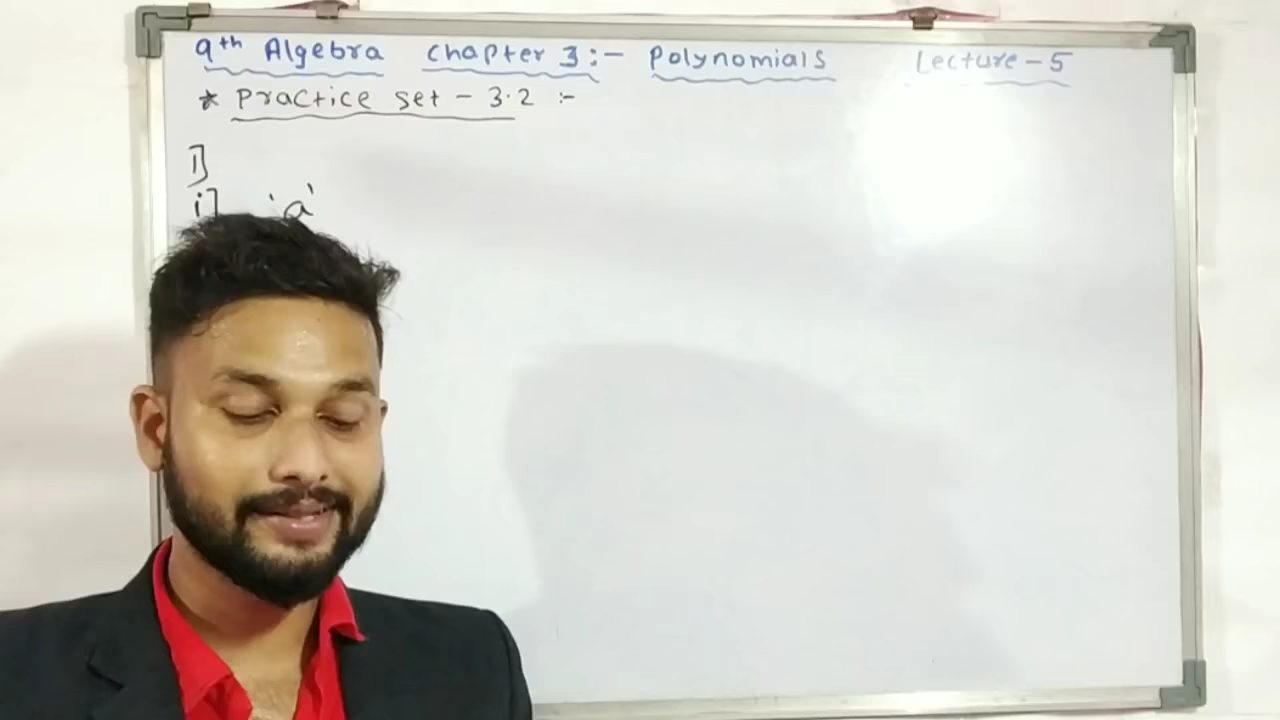 9th Algebra Chapter 3:- Polynomials Lecture-5
* Practice set - 3.2 :-
1]
i] 'a'